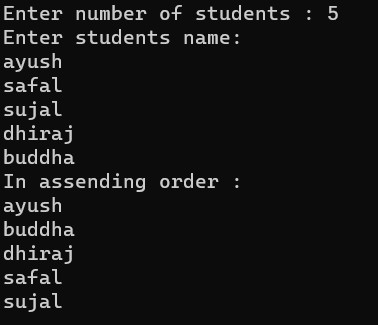 Enter number of students : 5
Enter students name:
ayush
safal
sujal
dhiraj
buddha
In assending order :
ayush
buddha
dhiraj
safal
sujal